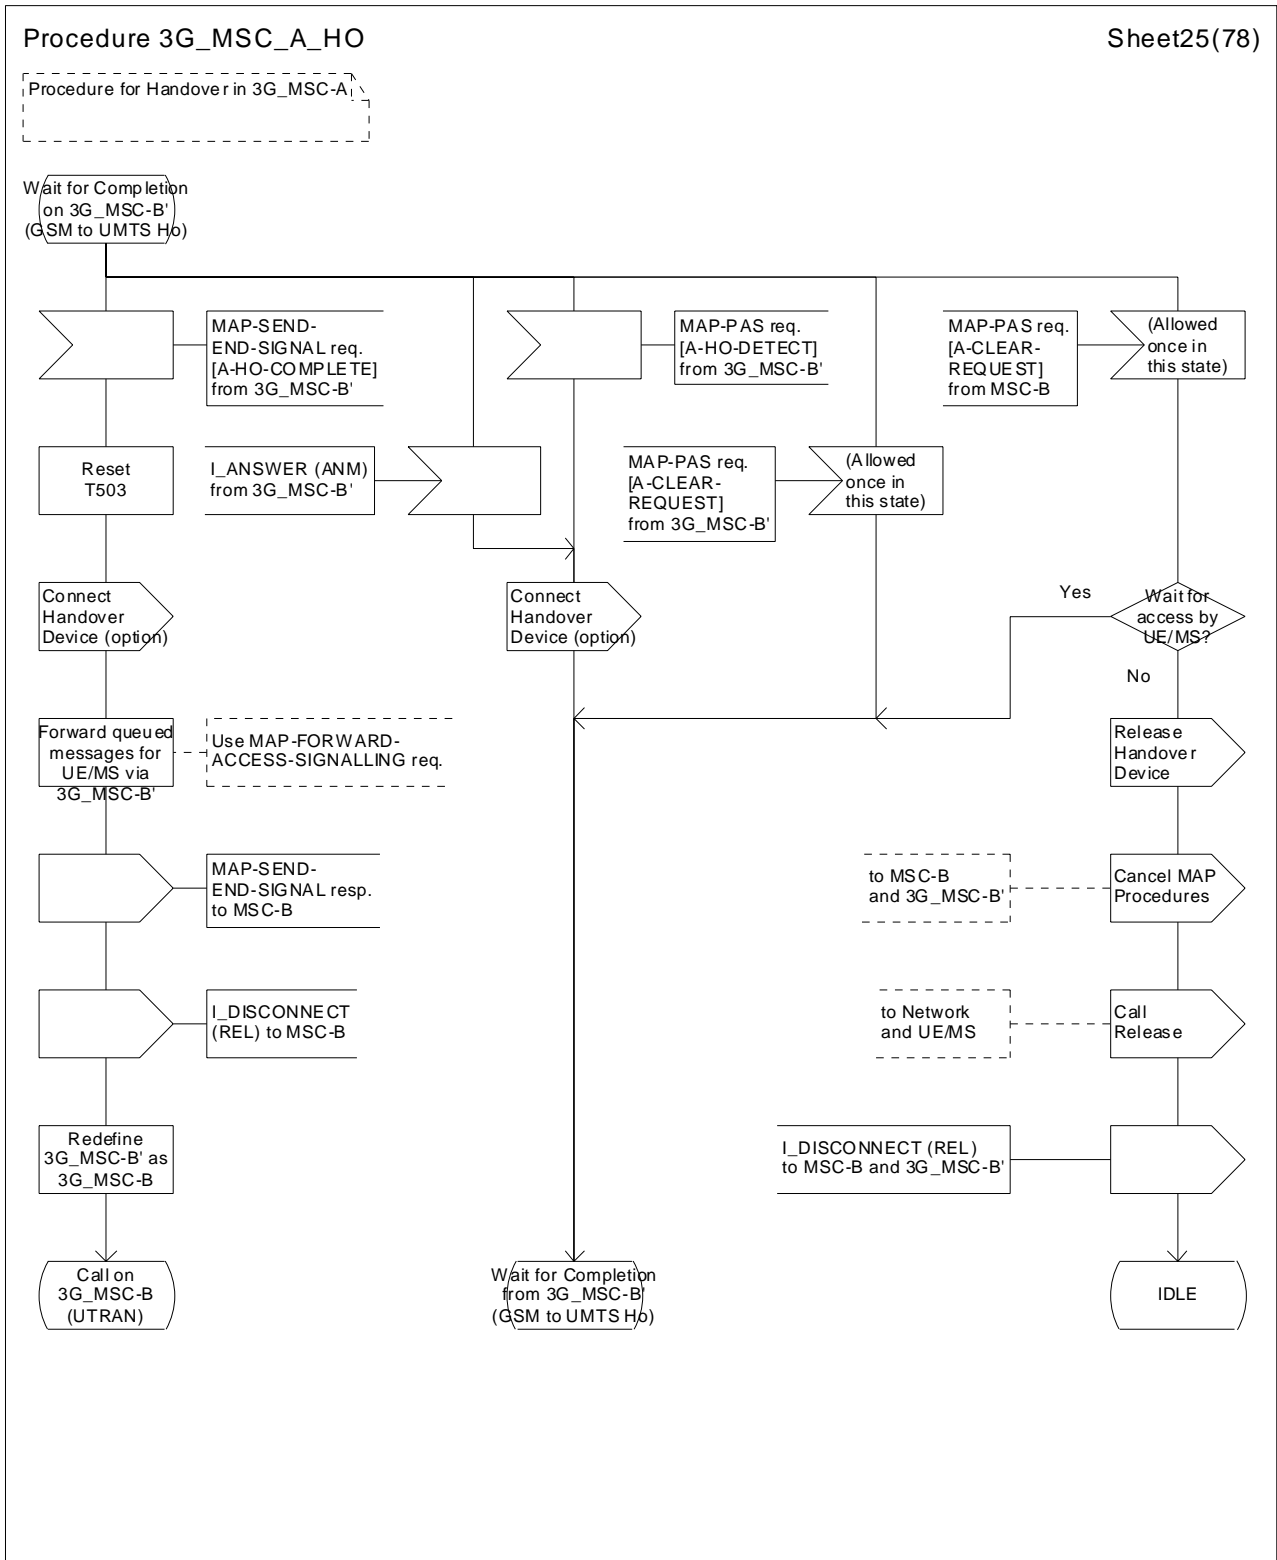 Procedure 3G_MSC_A_HO
Sheet25(78)
Procedure for Handover in 3G_MSC-A
Wait for Completion
on 3G_MSC-B'
(GSM to UMTS Ho)
MAP-SEND-
END-SIGNAL req.
[A-HO-COMPLETE]
from 3G_MSC-B'
MAP-PAS req.
[A-HO-DETECT]
from 3G_MSC-B'
MAP-PAS req.
[A-CLEAR-
REQUEST]
from MSC-B
(Allowed
once in
this state)
Reset
T503
I_ANSWER (ANM)
from 3G_MSC-B'
MAP-PAS req.
[A-CLEAR-
REQUEST]
from 3G_MSC-B'
(Allowed
once in
this state)
Connect
Handover
Device (option)
Connect
Handover
Device (option)
Yes
Wait for
access by
UE/MS?
No
Forward queued
messages for
UE/MS via
3G_MSC-B'
Use MAP-FORWARD-
ACCESS-SIGNALLING req.
Release
Handover
Device
MAP-SEND-
END-SIGNAL resp.
to MSC-B
to MSC-B
and 3G_MSC-B'
Cancel MAP
Procedures
I_DISCONNECT
(REL) to MSC-B
to Network
and UE/MS
Call
Release
Redefine
3G_MSC-B' as
3G_MSC-B
I_DISCONNECT (REL)
to MSC-B and 3G_MSC-B'
Call on
3G_MSC-B
(UTRAN)
Wait for Completion
from 3G_MSC-B'
(GSM to UMTS Ho)
IDLE